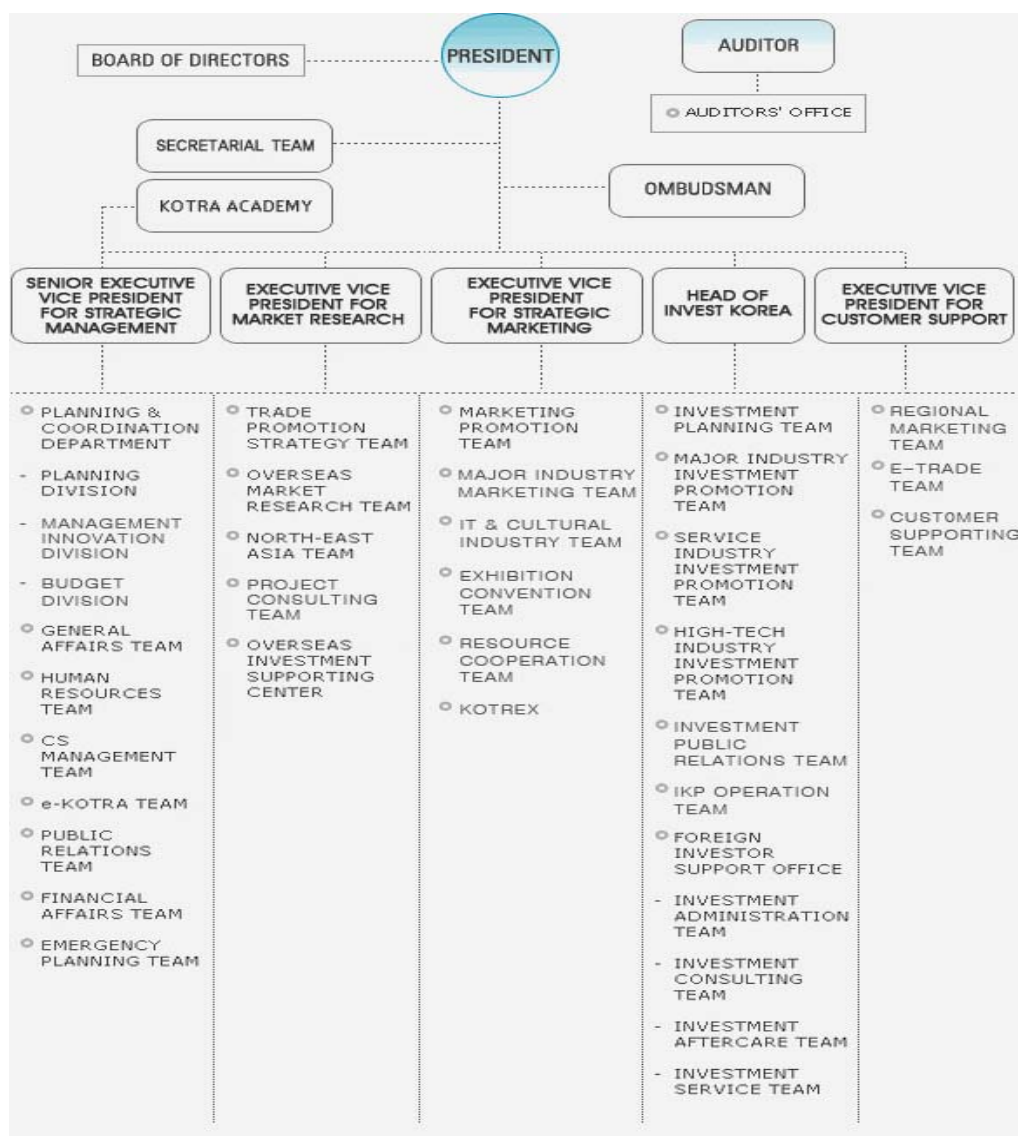 BOARD OF DIRECTORS
PRESIDENT
AUDITOR
AUDITORS' OFFICE
SECRETARIAL TEAM
KOTRA ACADEMY
OMBUDSMAN
SENIOR EXECUTIVE
VICE PRESIDENT
FOR STRATEGIC
MANAGEMENT
EXECUTIVE VICE
PRESIDENT FOR
MARKET RESEARCH
EXECUTIVE VICE
PRESIDENT
FOR STRATEGIC
MARKETING
HEAD OF
INVEST KOREA
EXECUTIVE VICE
PRESIDENT FOR
CUSTOMER SUPPORT
PLANNING &
COORDINATION
DEPARTMENT
- PLANNING
DIVISION
- MANAGEMENT
INNOVATION
DIVISION
- BUDGET
DIVISION
GENERAL
AFFAIRS TEAM
HUMAN
RESOURCES
TEAM
CS
MANAGEMENT
TEAM
e-KOTRA TEAM
PUBLIC
RELATIONS
TEAM
FINANCIAL
AFFAIRS TEAM
EMERGENCY
PLANNING TEAM
TRADE
PROMOTION
STRATEGY TEAM
OVERSEAS
MARKET
RESEARCH TEAM
NORTH-EAST
ASIA TEAM
PROJECT
CONSULTING
TEAM
OVERSEAS
INVESTMENT
SUPPORTING
CENTER
MARKETING
PROMOTION
TEAM
MAJOR INDUSTRY
MARKETING TEAM
IT & CULTURAL
INDUSTRY TEAM
EXHIBITION
CONVENTION
TEAM
RESOURCE
COOPERATION
TEAM
KOTREX
INVESTMENT
PLANNING TEAM
MAJOR INDUSTRY
INVESTMENT
PROMOTION
TEAM
SERVICE
INDUSTRY
INVESTMENT
PROMOTION
TEAM
HIGH-TECH
INDUSTRY
INVESTMENT
PROMOTION
TEAM
INVESTMENT
PUBLIC
RELATIONS TEAM
IKP OPERATION
TEAM
FOREIGN
INVESTOR
SUPPORT OFFICE
- INVESTMENT
ADMINISTRATION
TEAM
- INVESTMENT
CONSULTING
TEAM
- INVESTMENT
AFTERCARE TEAM
- INVESTMENT
SERVICE TEAM
REGIONAL
MARKETING
TEAM
E-TRADE
TEAM
CUSTOMER
SUPPORTING
TEAM